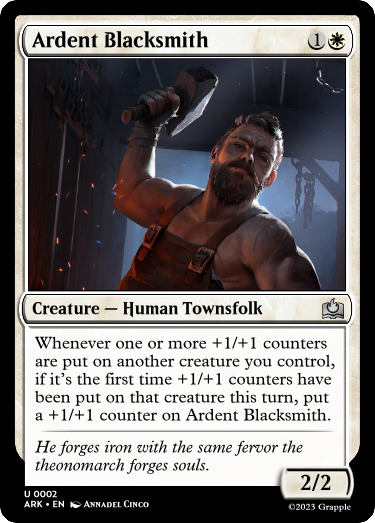 Ardent Blacksmith 1
Creature — Human Townsfolk
Whenever one or more +1/+1 counters
are put on another creature you control,
if it's the first time +1/+1 counters have
been put on that creature this turn, put
a +1/+1 counter on Ardent Blacksmith.
He forges iron with the same fervor the
theonomarch forges souls.
2/2
U 0002
ARK • EN Annadel Cinco
©2023 Grapple